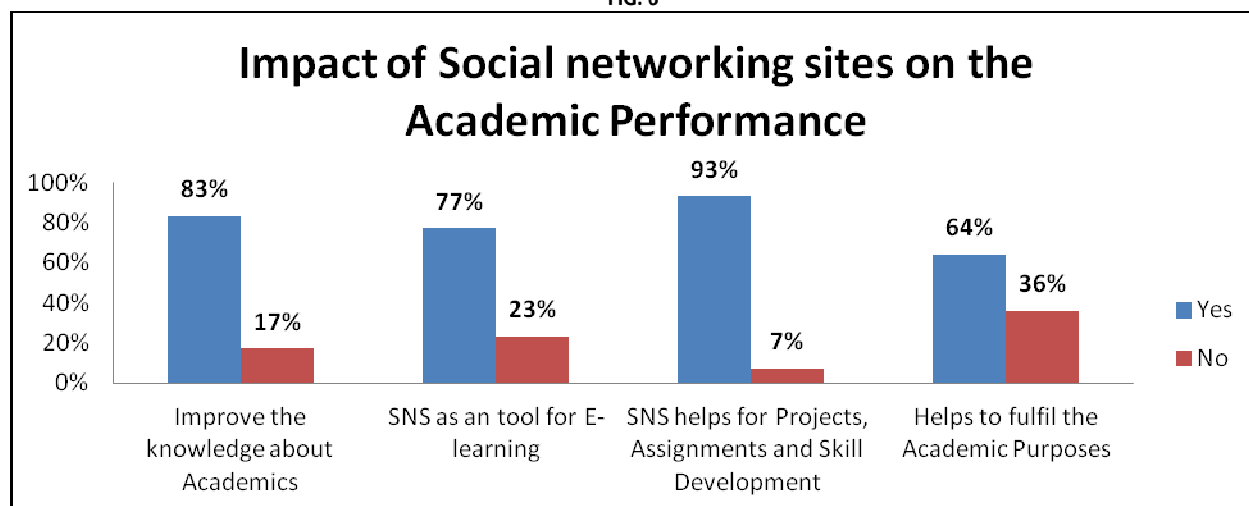 Impact of Social networking sites on the
Academic Performance
100%
80%
60%
40%
20%
0%
83%
17%
77%
23%
93%
7%
64%
36%
Yes
No
Improve the
knowledge about
Academics
SNS as an tool for E-
learning
SNS helps for Projects,
Assignments and Skill
Development
Helps to fulfil the
Academic Purposes